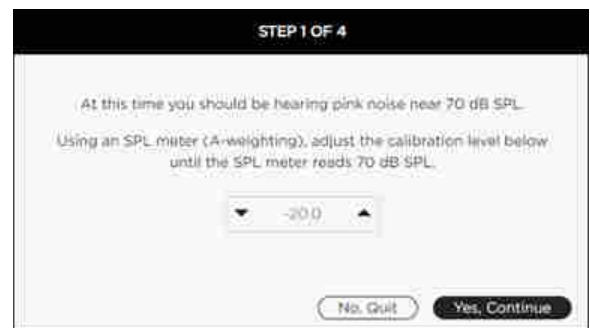 STEP 1 OF 4
At this time you should be hearing pink noise near 70 dB SPL.
Using an SPL meter (A-weighting), adjust the calibration level below
until the SPL meter reads 70 dB SPL.
-20.0
No, Quit
Yes, Continue